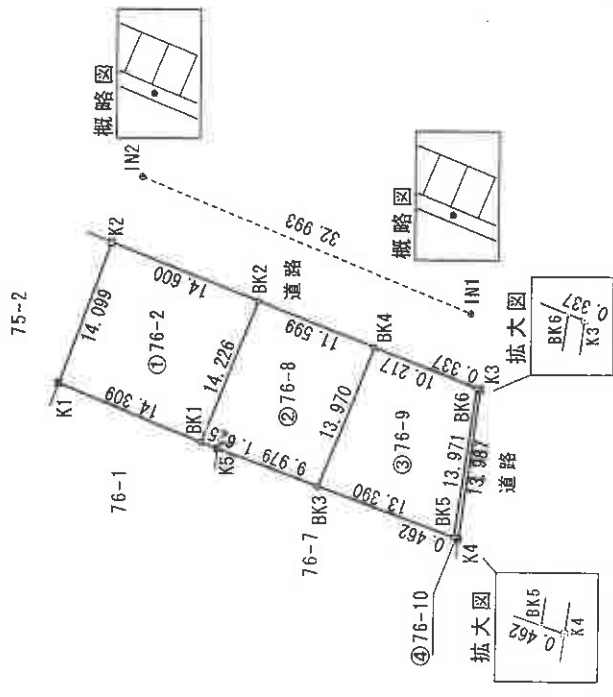 概略図
IN2
75-2
K2
K1
14.099
14.600
32.993
①76-2
BK2
道路
14.309
14.226
概略図
76-1
BK1
K5
11.599
②76-8
IN1
9.979
BK4
13.970
拡大図
BK6
0.337
K3
76-7
BK3
10.217
③76-9
0.337
13.390
BK6
K3
13.971
13.987
道路
BK5
0.462
K4
④76-10
拡大図
0.462
BK5
K4